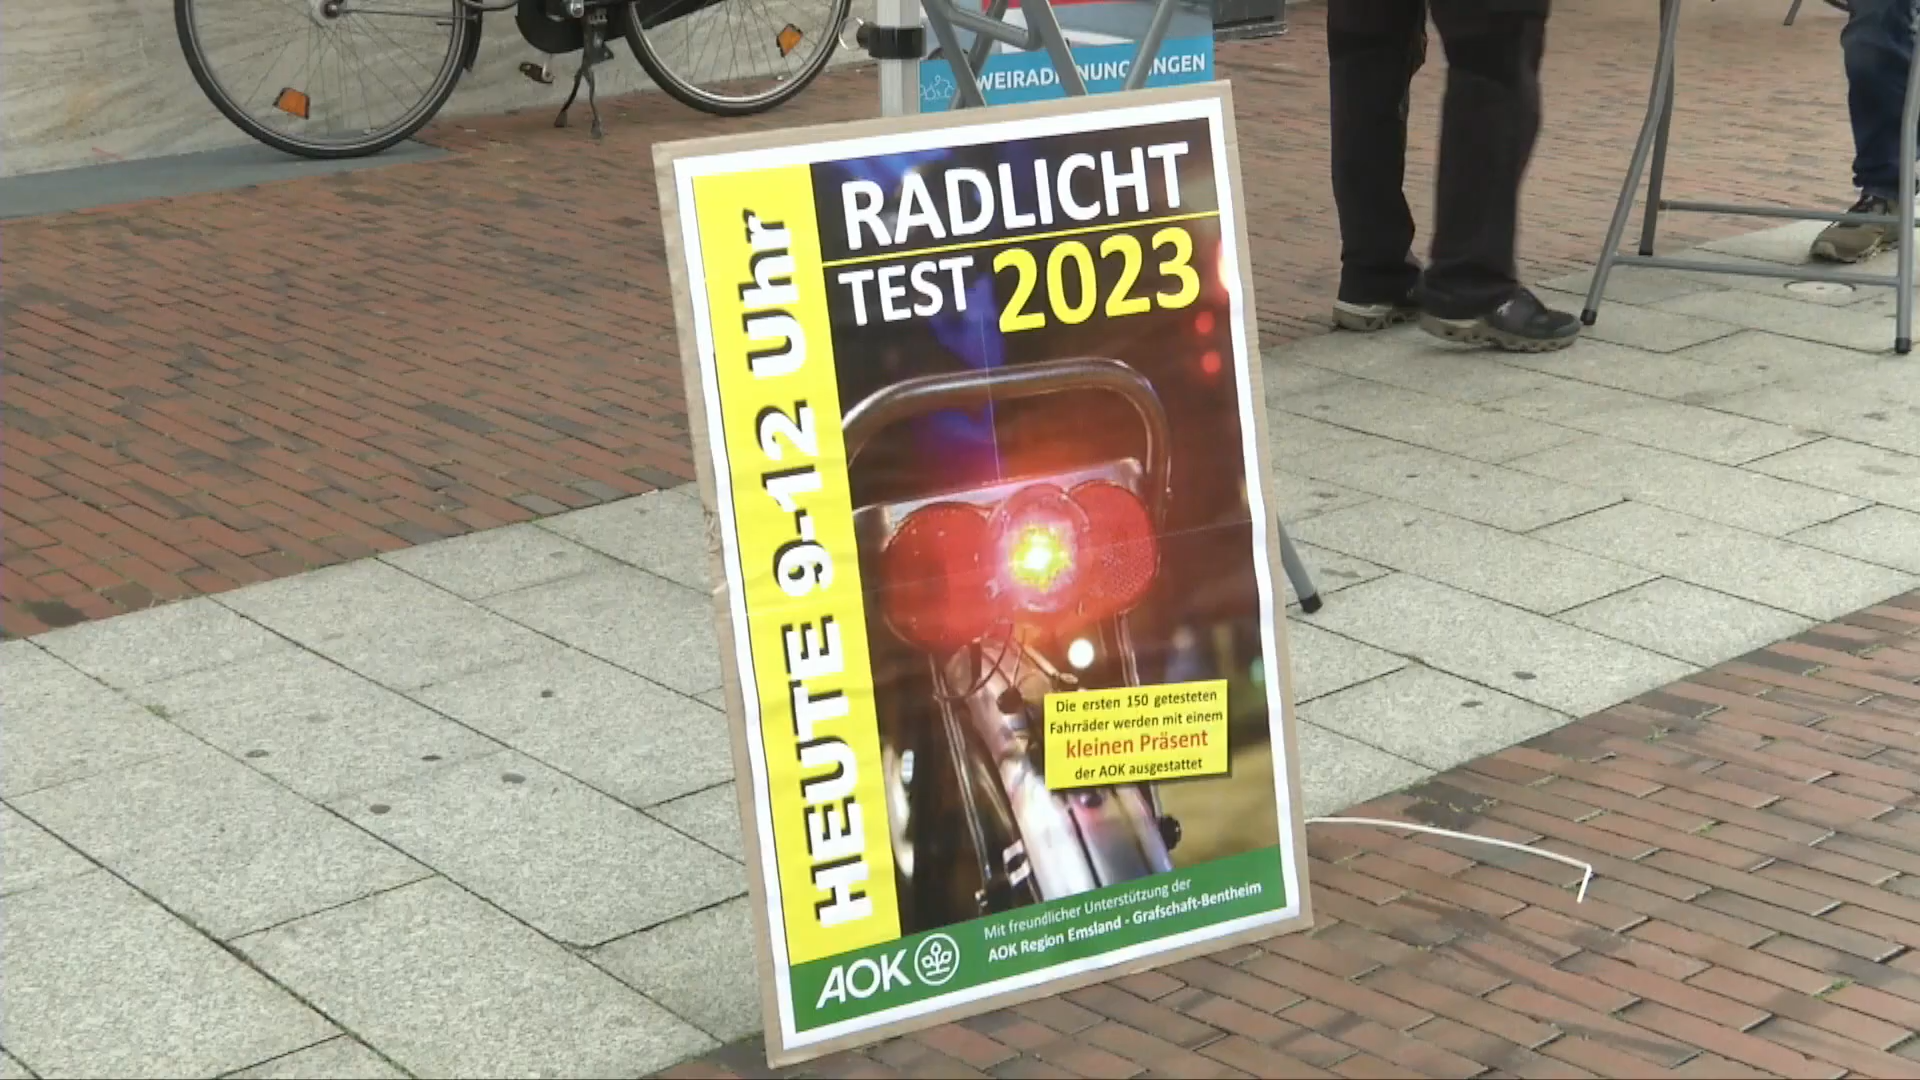 RADLICHT
TEST 2023
HEUTE 9-12 Uhr
Die ersten 150 getesteten
Fahrräder werden mit einem
kleinen Präsent
der AOK ausgestattet
Mit freundlicher Unterstützung der
AOK Region Emsland - Grafschaft-Bentheim
AOK